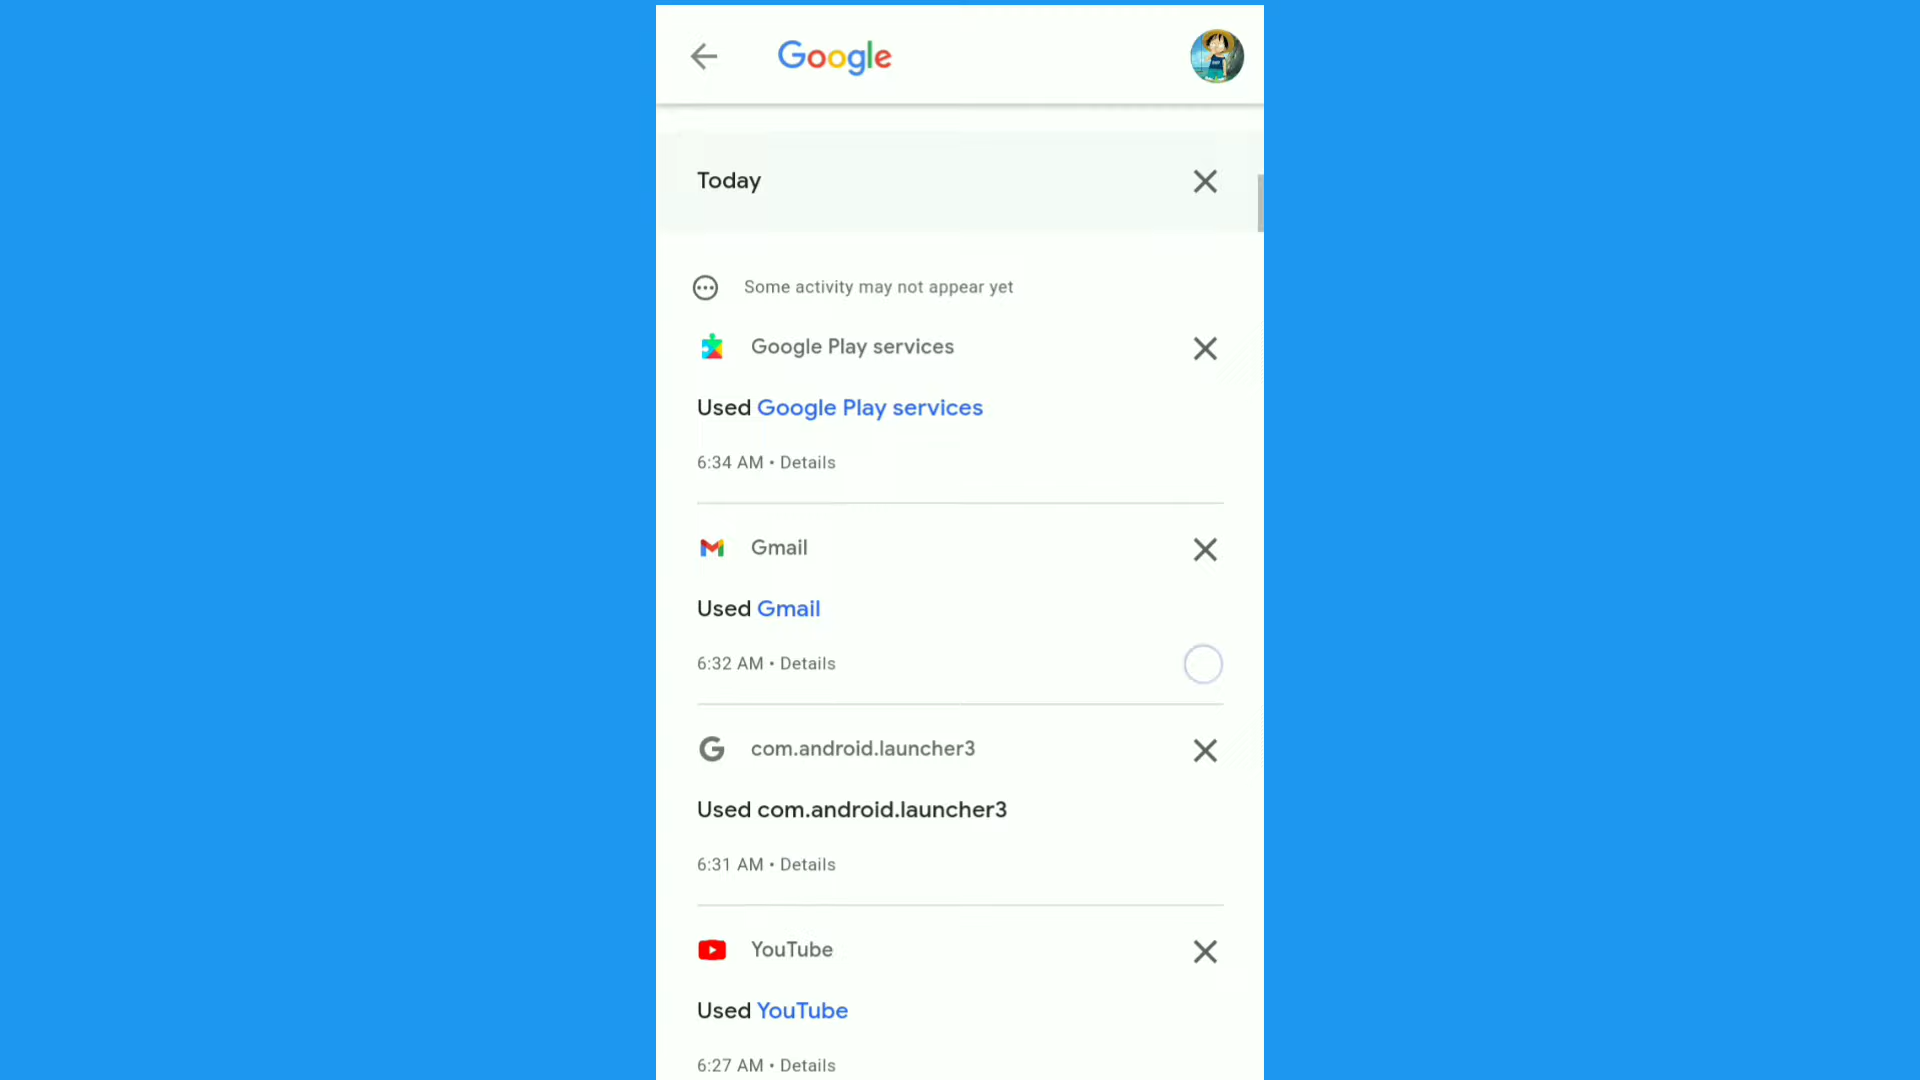 Google
Today
Some activity may not appear yet
Google Play services
Used Google Play services
6:34 AM • Details
Gmail
Used Gmail
6:32 AM • Details
com.android.launcher3
Used com.android.launcher3
6:31 AM • Details
YouTube
Used YouTube
6:27 AM • Details